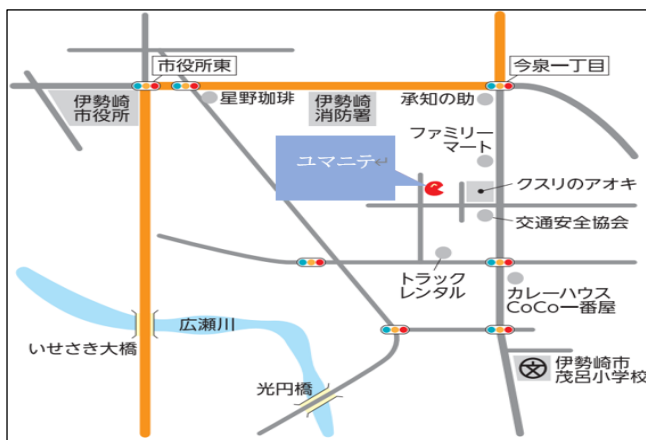 市役所東
今泉一丁目
伊勢崎
市役所
星野珈琲
伊勢崎
消防署
承知の助
ファミリー
マート
ユマニテ↵
クスリのアオキ
交通安全協会
トラック
レンタル
カレーハウス
CoCo一番屋
広瀬川
いせさき大橋
光円橋
伊勢崎市
茂呂小学校
文